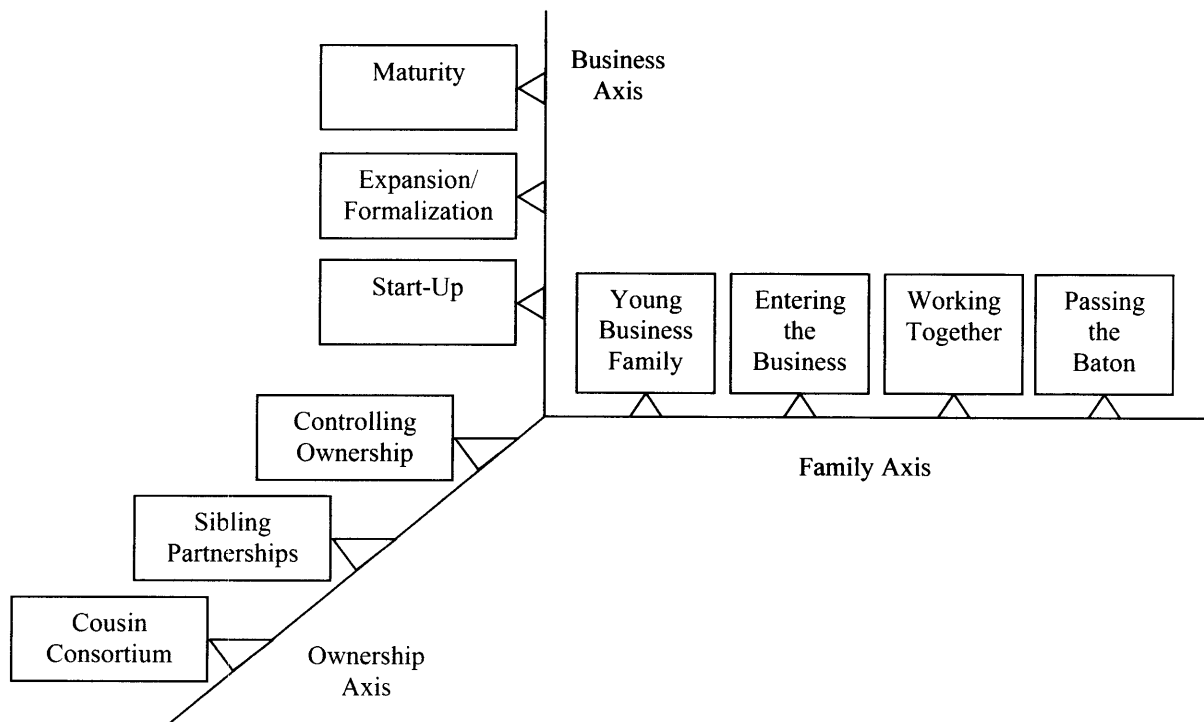 Maturity
Business
Axis
Expansion/
Formalization
Start-Up
Young
Business
Family
Entering
the
Business
Working
Together
Passing
the
Baton
Controlling
Ownership
Family Axis
Sibling
Partnerships
Cousin
Consortium
Ownership
Axis